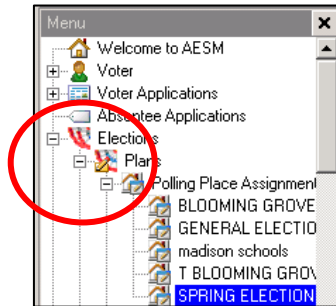 Menu
Welcome to AESM
Voter
Voter Applications
Absentee Applications
Elections
Plans
Polling Place Assignment
BLOOMING GROVE
GENERAL ELECTIO
madison schools
T BLOOMING GROV
SPRING ELECTION